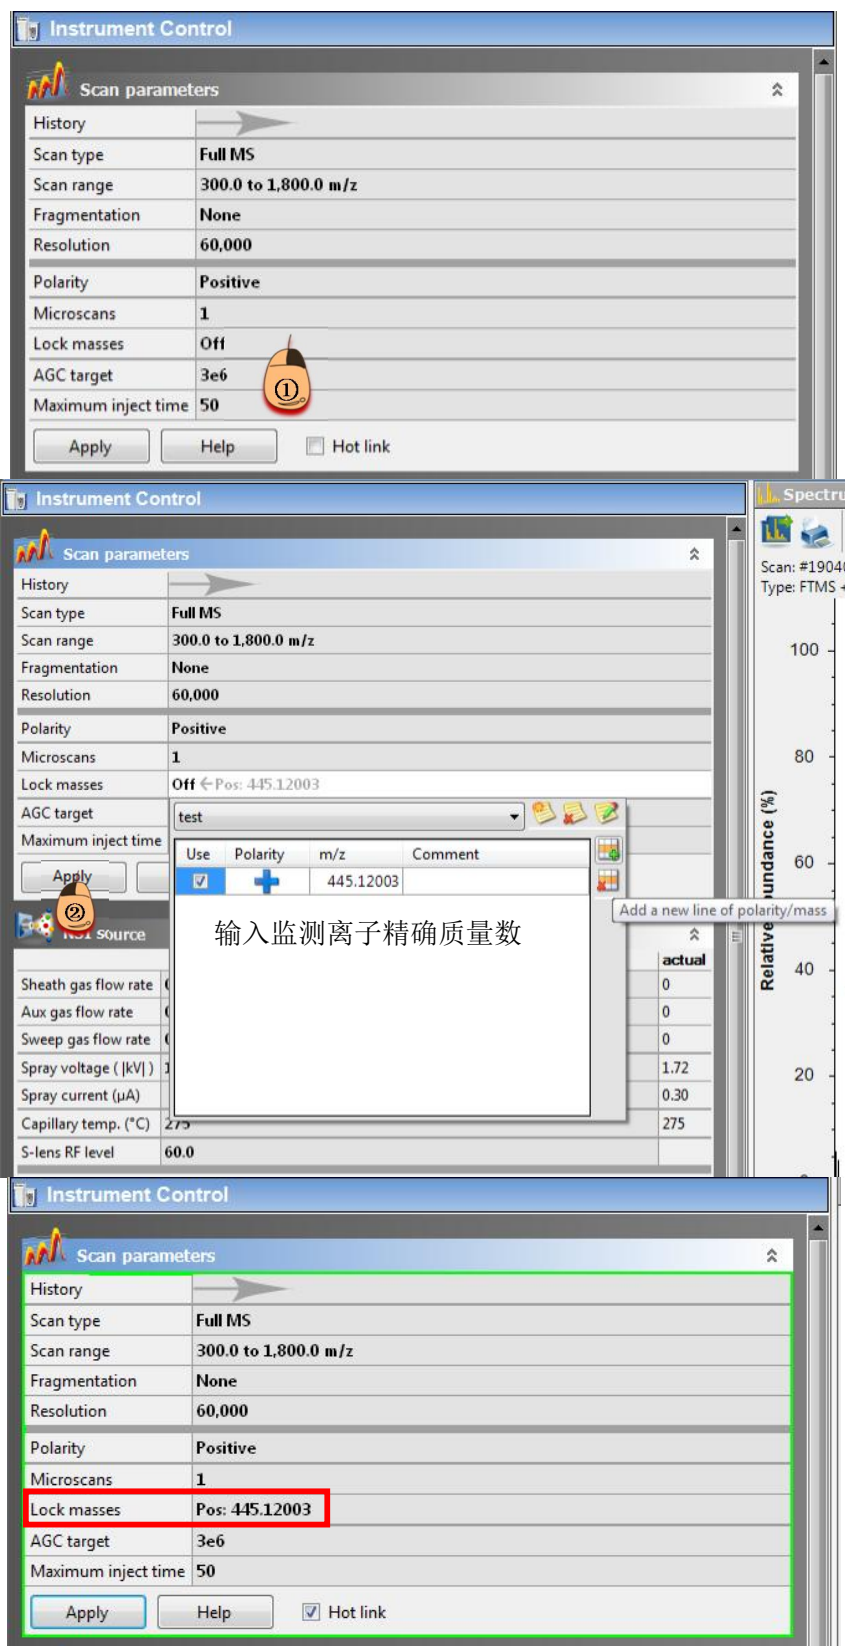 Instrument Control
Scan parameters
History
Scan type Full MS
Scan range 300.0 to 1,800.0 m/z
Fragmentation None
Resolution 60,000
Polarity Positive
Microscans 1
Lock masses Off
AGC target 3e6
①
Maximum inject time 50
Apply Help Hot link
Instrument Control
Spectru
Scan parameters
Scan: #1904
Type: FTMS +
History
Scan type Full MS
Scan range 300.0 to 1,800.0 m/z
Fragmentation None
Resolution 60,000
Polarity Positive
Microscans 1
Lock masses Off ←Pos: 445.12003
AGC target
Maximum inject time
test
Use Polarity m/z Comment
445.12003
Apply
②
Add a new line of polarity/mass
输入监测离子精确质量数
source
actual
Sheath gas flow rate 0
Aux gas flow rate 0
Sweep gas flow rate 0
Spray voltage ( |kV| ) 1.72
Spray current (μA) 0.30
Capillary temp. (°C) 275 275
S-lens RF level 60.0
100
80
60
40
20
Relative
undance (%)
Instrument Control
Scan parameters
History
Scan type Full MS
Scan range 300.0 to 1,800.0 m/z
Fragmentation None
Resolution 60,000
Polarity Positive
Microscans 1
Lock masses Pos: 445.12003
AGC target 3e6
Maximum inject time 50
Apply Help Hot link